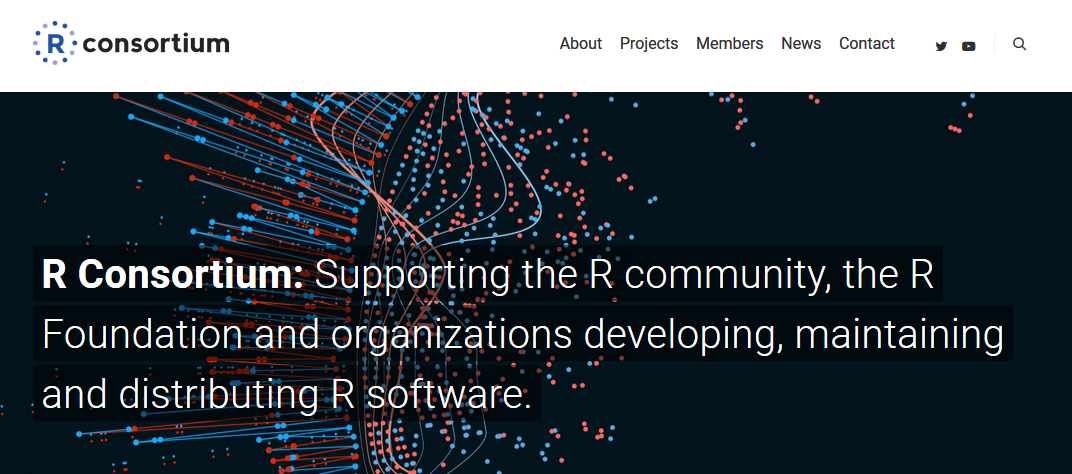 R consortium
About Projects Members News Contact
R Consortium: Supporting the R community, the R
Foundation and organizations developing, maintaining
and distributing R software.